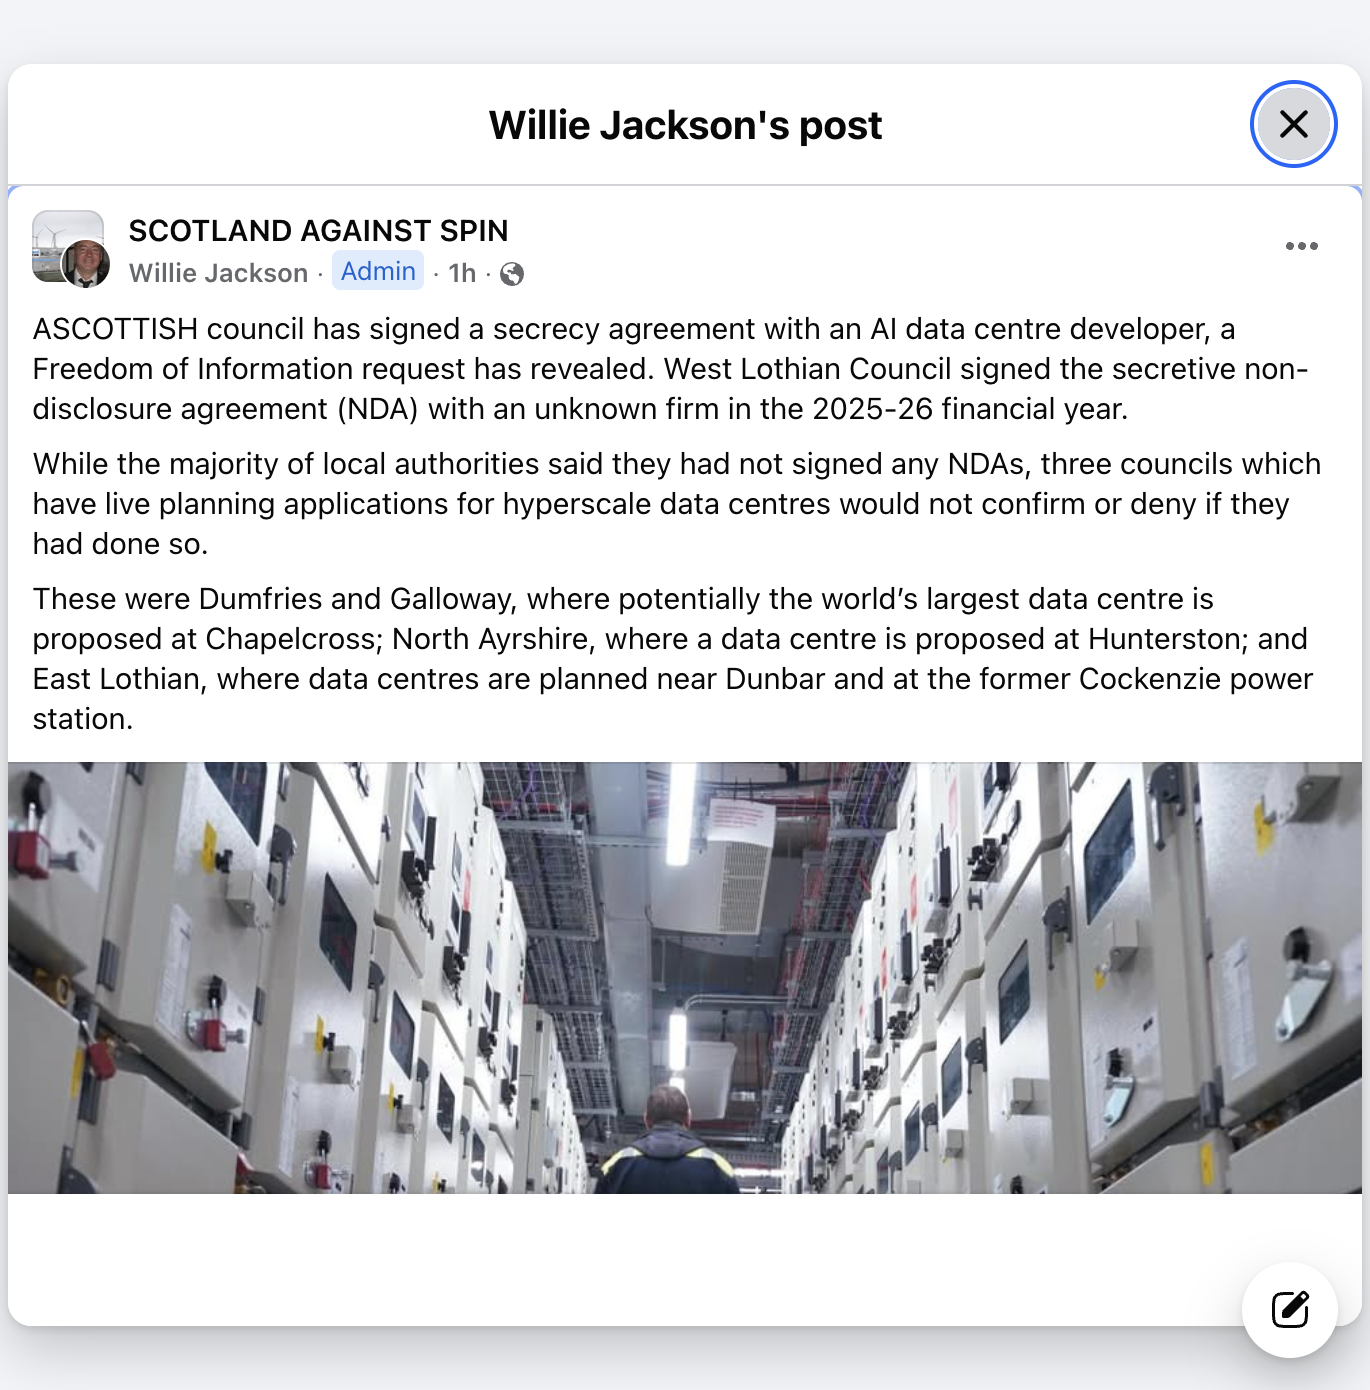 Willie Jackson's post
SCOTLAND AGAINST SPIN
Willie Jackson · Admin · 1h ·
ASCOTTISH council has signed a secrecy agreement with an AI data centre developer, a
Freedom of Information request has revealed. West Lothian Council signed the secretive non-
disclosure agreement (NDA) with an unknown firm in the 2025-26 financial year.
While the majority of local authorities said they had not signed any NDAs, three councils which
have live planning applications for hyperscale data centres would not confirm or deny if they
had done so.
These were Dumfries and Galloway, where potentially the world’s largest data centre is
proposed at Chapelcross; North Ayrshire, where a data centre is proposed at Hunterston; and
East Lothian, where data centres are planned near Dunbar and at the former Cockenzie power
station.